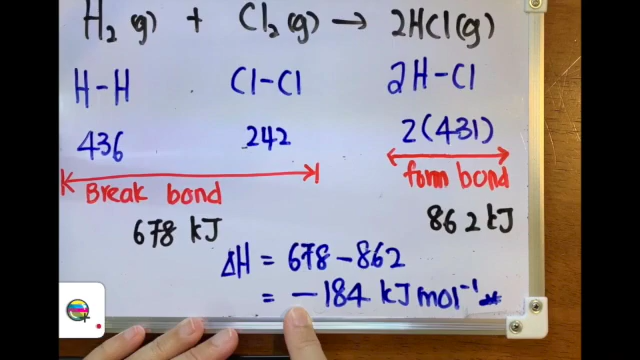 H₂(g) + Cl₂(g) → 2HCl(g)
H-H Cl-Cl 2H-Cl
436 242 2(431)
Break bond form bond
678 kJ 862 kJ
ΔH = 678-862
= -184 kJ mol⁻¹